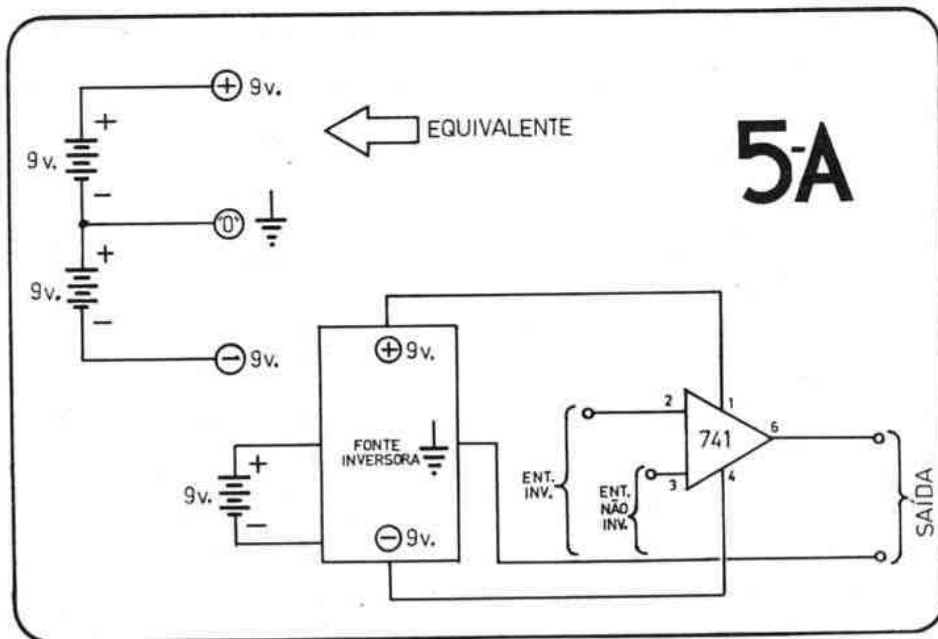 5-A
+ 9v.
EQUIVALENTE
+
9v.
-
"0"
+
9v.
-
- 9v.
+ 9v.
FONTE
INVERSORA
+
9v.
-
- 9v.
ENT.
INV.
ENT.
NÃO
INV.
2
3
741
1
4
6
SAÍDA